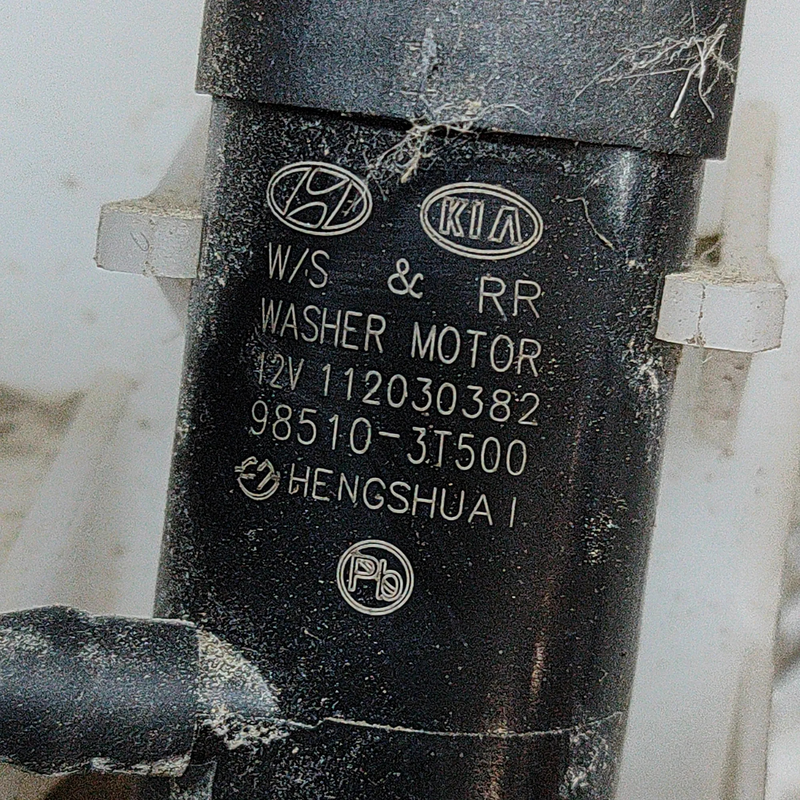 KIA
W/S & RR
WASHER MOTOR
12V 112030382
98510-3T500
HENGSHUAI
Pb